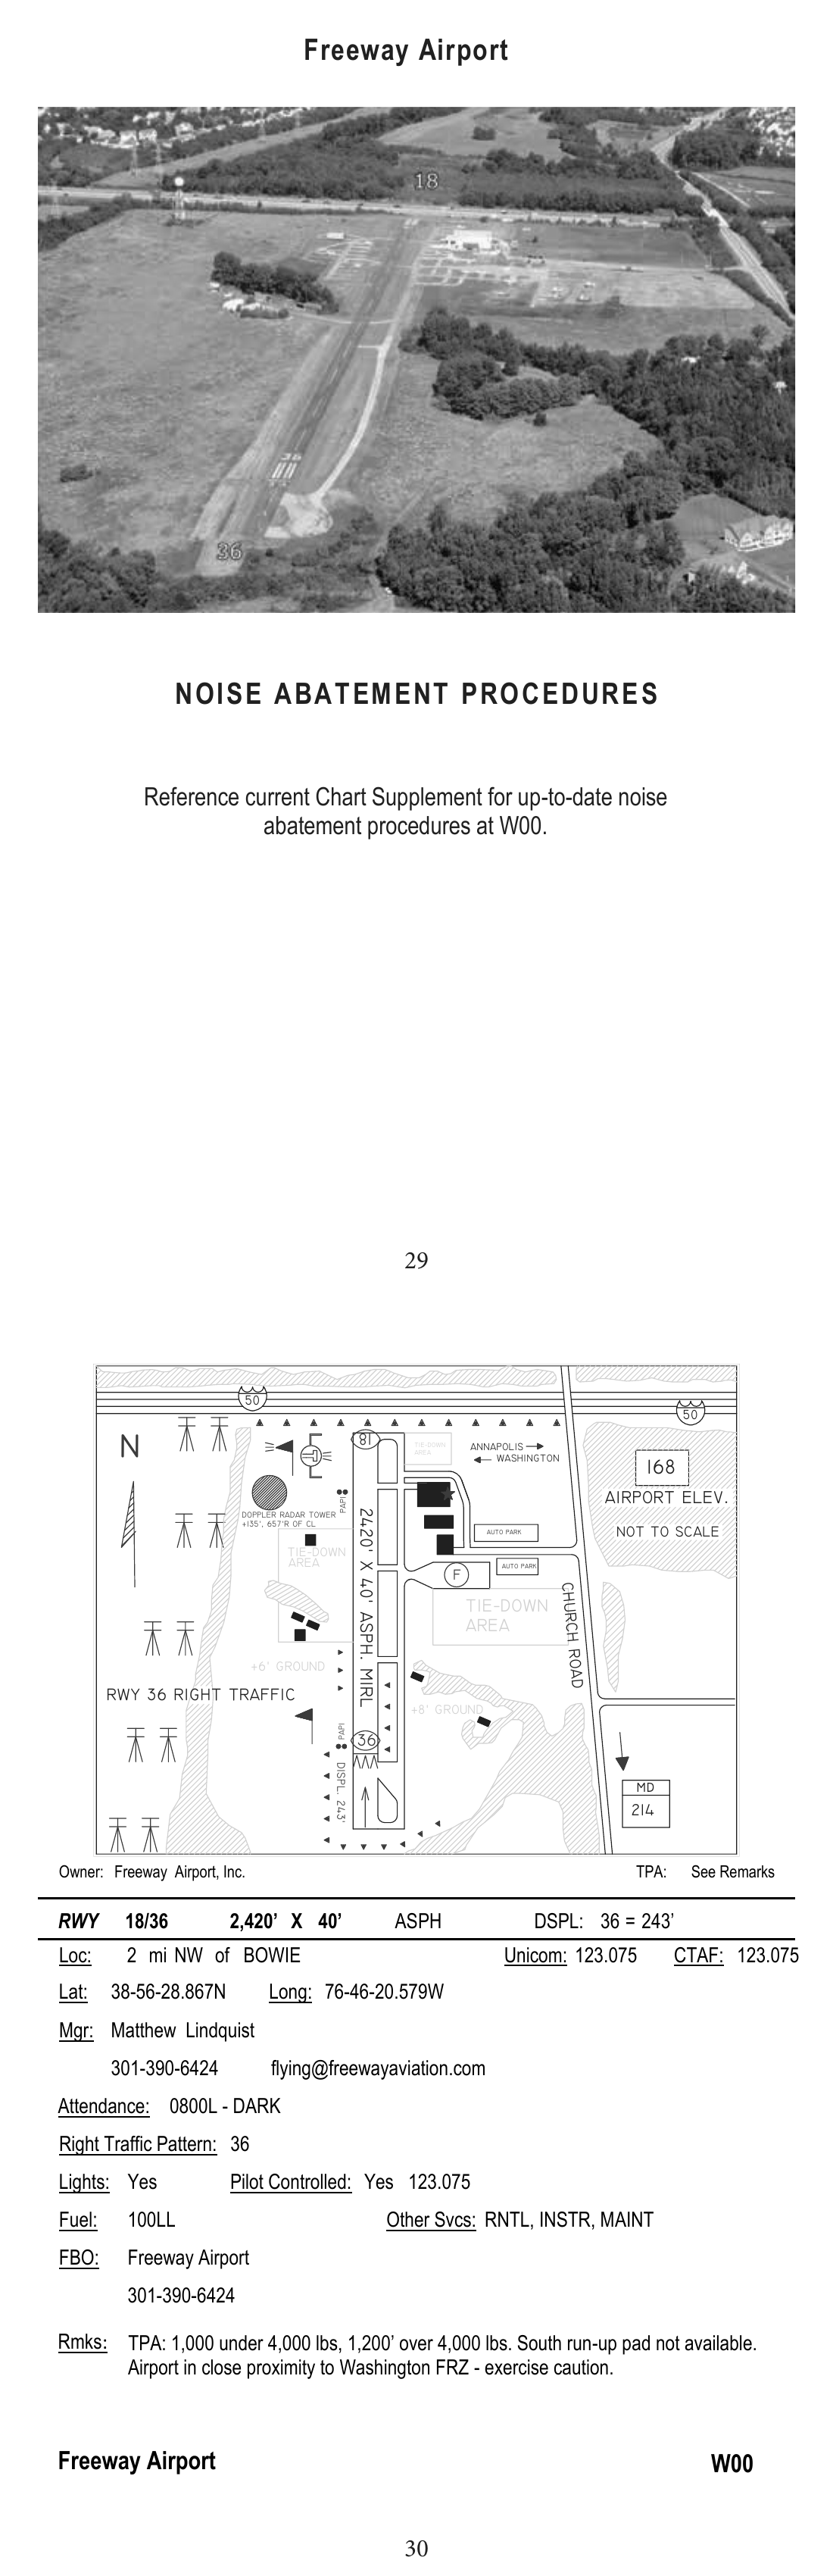 Freeway Airport
18
36
36
NOISE ABATEMENT PROCEDURES
Reference current Chart Supplement for up-to-date noise
abatement procedures at W00.
29
50
50
N
18
TIE-DOWN
AREA
ANNAPOLIS
WASHINGTON
168
AIRPORT ELEV.
NOT TO SCALE
PAPI
DOPPLER RADAR TOWER
+135', 657'R OF CL
AUTO PARK
TIE-DOWN
AREA
AUTO PARK
F
2420' X 40' ASPH. MIRL
TIE-DOWN
AREA
CHURCH ROAD
+6' GROUND
RWY 36 RIGHT TRAFFIC
+8' GROUND
PAPI
36
DISPL. 243'
MD
214
Owner: Freeway Airport, Inc. TPA: See Remarks
RWY 18/36 2,420’ X 40’ ASPH DSPL: 36 = 243’
Loc: 2 mi NW of BOWIE Unicom: 123.075 CTAF: 123.075
Lat: 38-56-28.867N Long: 76-46-20.579W
Mgr: Matthew Lindquist
301-390-6424 flying@freewayaviation.com
Attendance: 0800L - DARK
Right Traffic Pattern: 36
Lights: Yes Pilot Controlled: Yes 123.075
Fuel: 100LL Other Svcs: RNTL, INSTR, MAINT
FBO: Freeway Airport
301-390-6424
Rmks: TPA: 1,000 under 4,000 lbs, 1,200’ over 4,000 lbs. South run-up pad not available.
Airport in close proximity to Washington FRZ - exercise caution.
Freeway Airport W00
30